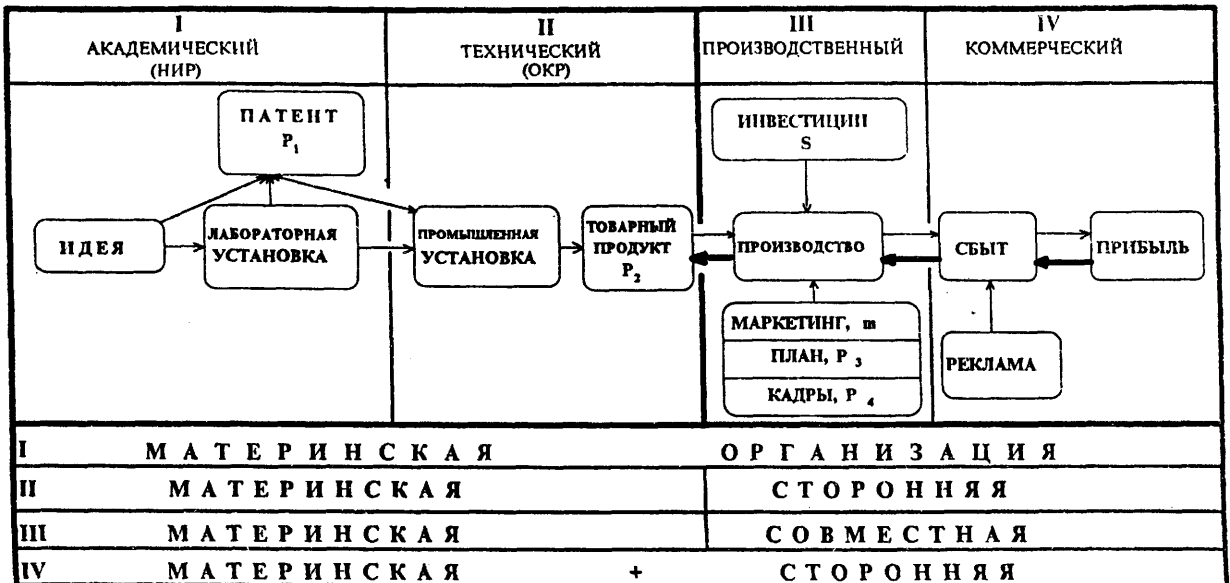 I
АКАДЕМИЧЕСКИЙ
(НИР)
II
ТЕХНИЧЕСКИЙ
(ОКР)
III
ПРОИЗВОДСТВЕННЫЙ
IV
КОММЕРЧЕСКИЙ
ПАТЕНТ
P1
ИНВЕСТИЦИИ
S
ИДЕЯ
ЛАБОРАТОРНАЯ
УСТАНОВКА
ПРОМЫШЛЕННАЯ
УСТАНОВКА
ТОВАРНЫЙ
ПРОДУКТ
P2
ПРОИЗВОДСТВО
СБЫТ
ПРИБЫЛЬ
МАРКЕТИНГ, m
ПЛАН, P 3
КАДРЫ, P 4
РЕКЛАМА
I МАТЕРИНСКАЯ ОРГАНИЗАЦИЯ
II МАТЕРИНСКАЯ СТОРОННЯЯ
III МАТЕРИНСКАЯ СОВМЕСТНАЯ
IV МАТЕРИНСКАЯ + СТОРОННЯЯ